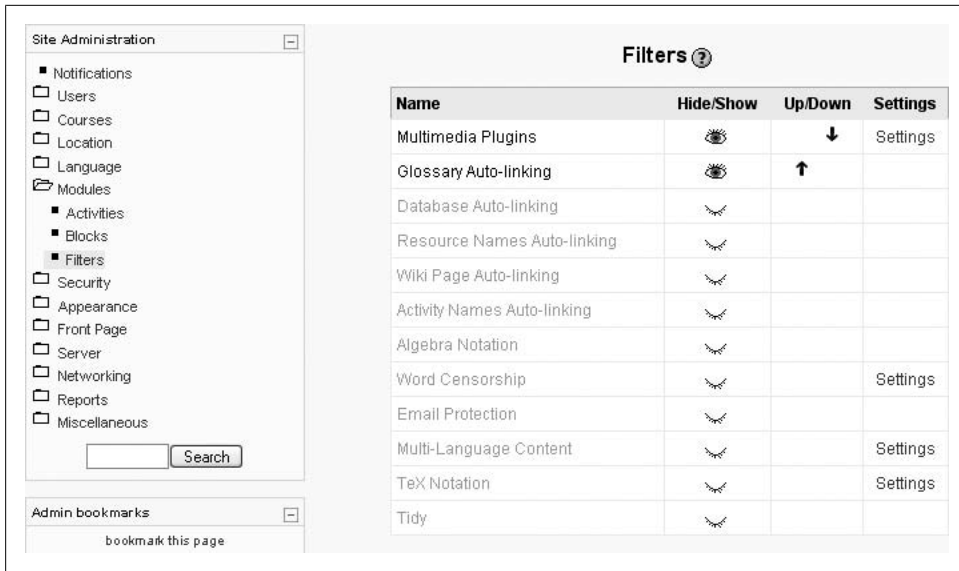 Site Administration
Notifications
Users
Courses
Location
Language
Modules
Activities
Blocks
Filters
Security
Appearance
Front Page
Server
Networking
Reports
Miscellaneous
Search
Admin bookmarks
bookmark this page
Filters ?
Name Hide/Show Up/Down Settings
Multimedia Plugins Settings
Glossary Auto-linking
Database Auto-linking
Resource Names Auto-linking
Wiki Page Auto-linking
Activity Names Auto-linking
Algebra Notation
Word Censorship Settings
Email Protection
Multi-Language Content Settings
TeX Notation Settings
Tidy